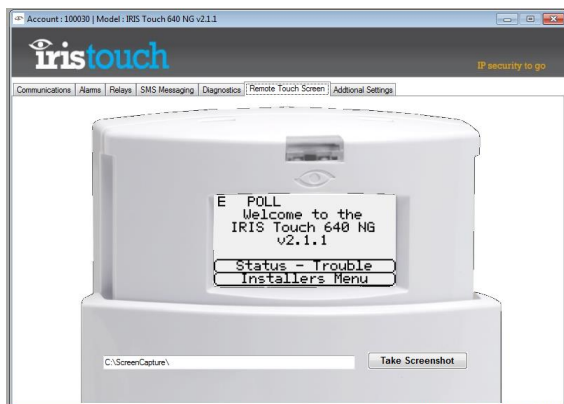 Account : 100030 | Model : IRIS Touch 640 NG v2.1.1
iristouch
IP security to go
Communications Alarms Relays SMS Messaging Diagnostics Remote Touch Screen Addtional Settings
E POLL
Welcome to the
IRIS Touch 640 NG
v2.1.1
Status - Trouble
Installers Menu
C:\ScreenCapture\ Take Screenshot